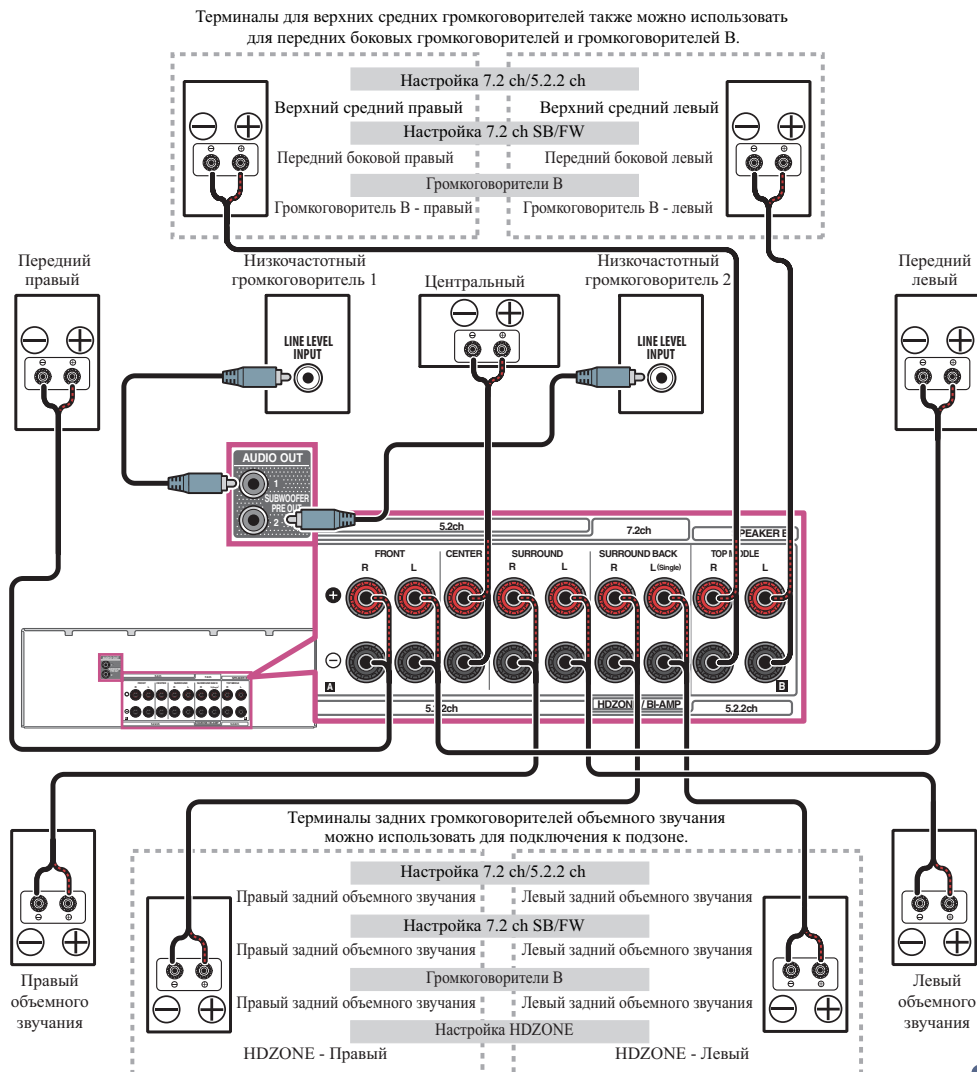 Терминалы для верхних средних громкоговорителей также можно использовать
для передних боковых громкоговорителей и громкоговорителей B.
Настройка 7.2 ch/5.2.2 ch
Верхний средний правый
Верхний средний левый
Настройка 7.2 ch SB/FW
Передний боковой правый
Передний боковой левый
Громкоговорители B
Громкоговоритель B - правый
Громкоговоритель B - левый
Передний
правый
Низкочастотный
громкоговоритель 1
Центральный
Низкочастотный
громкоговоритель 2
Передний
левый
LINE LEVEL
INPUT
LINE LEVEL
INPUT
AUDIO OUT
1
SUBWOOFER
PRE OUT
2
5.2ch
7.2ch
FRONT
R
L
CENTER
SURROUND
R
L
SURROUND BACK
R
L (Single)
R
L
A
B
HDZONE / BI-AMP
5.2.2ch
Терминалы задних громкоговорителей объемного звучания
можно использовать для подключения к подзоне.
Настройка 7.2 ch/5.2.2 ch
Правый задний объемного звучания
Левый задний объемного звучания
Настройка 7.2 ch SB/FW
Правый задний объемного звучания
Левый задний объемного звучания
Громкоговорители B
Правый задний объемного звучания
Левый задний объемного звучания
Настройка HDZONE
HDZONE - Правый
HDZONE - Левый
Правый
объемного
звучания
Левый
объемного
звучания